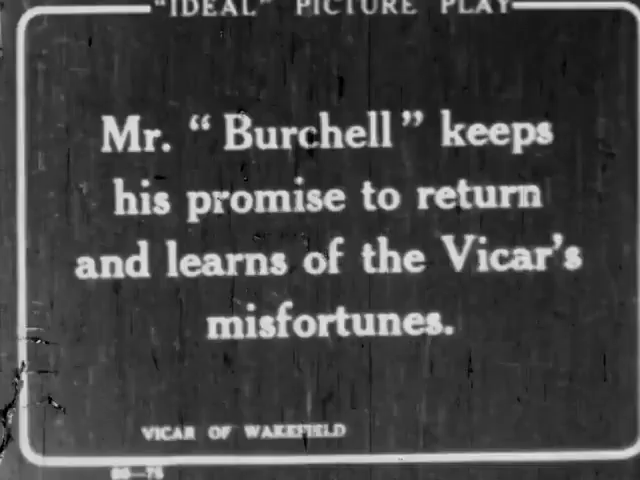 "IDEAL" PICTURE PLAY
Mr. "Burchell" keeps
his promise to return
and learns of the Vicar's
misfortunes.
VICAR OF WAKEFIELD